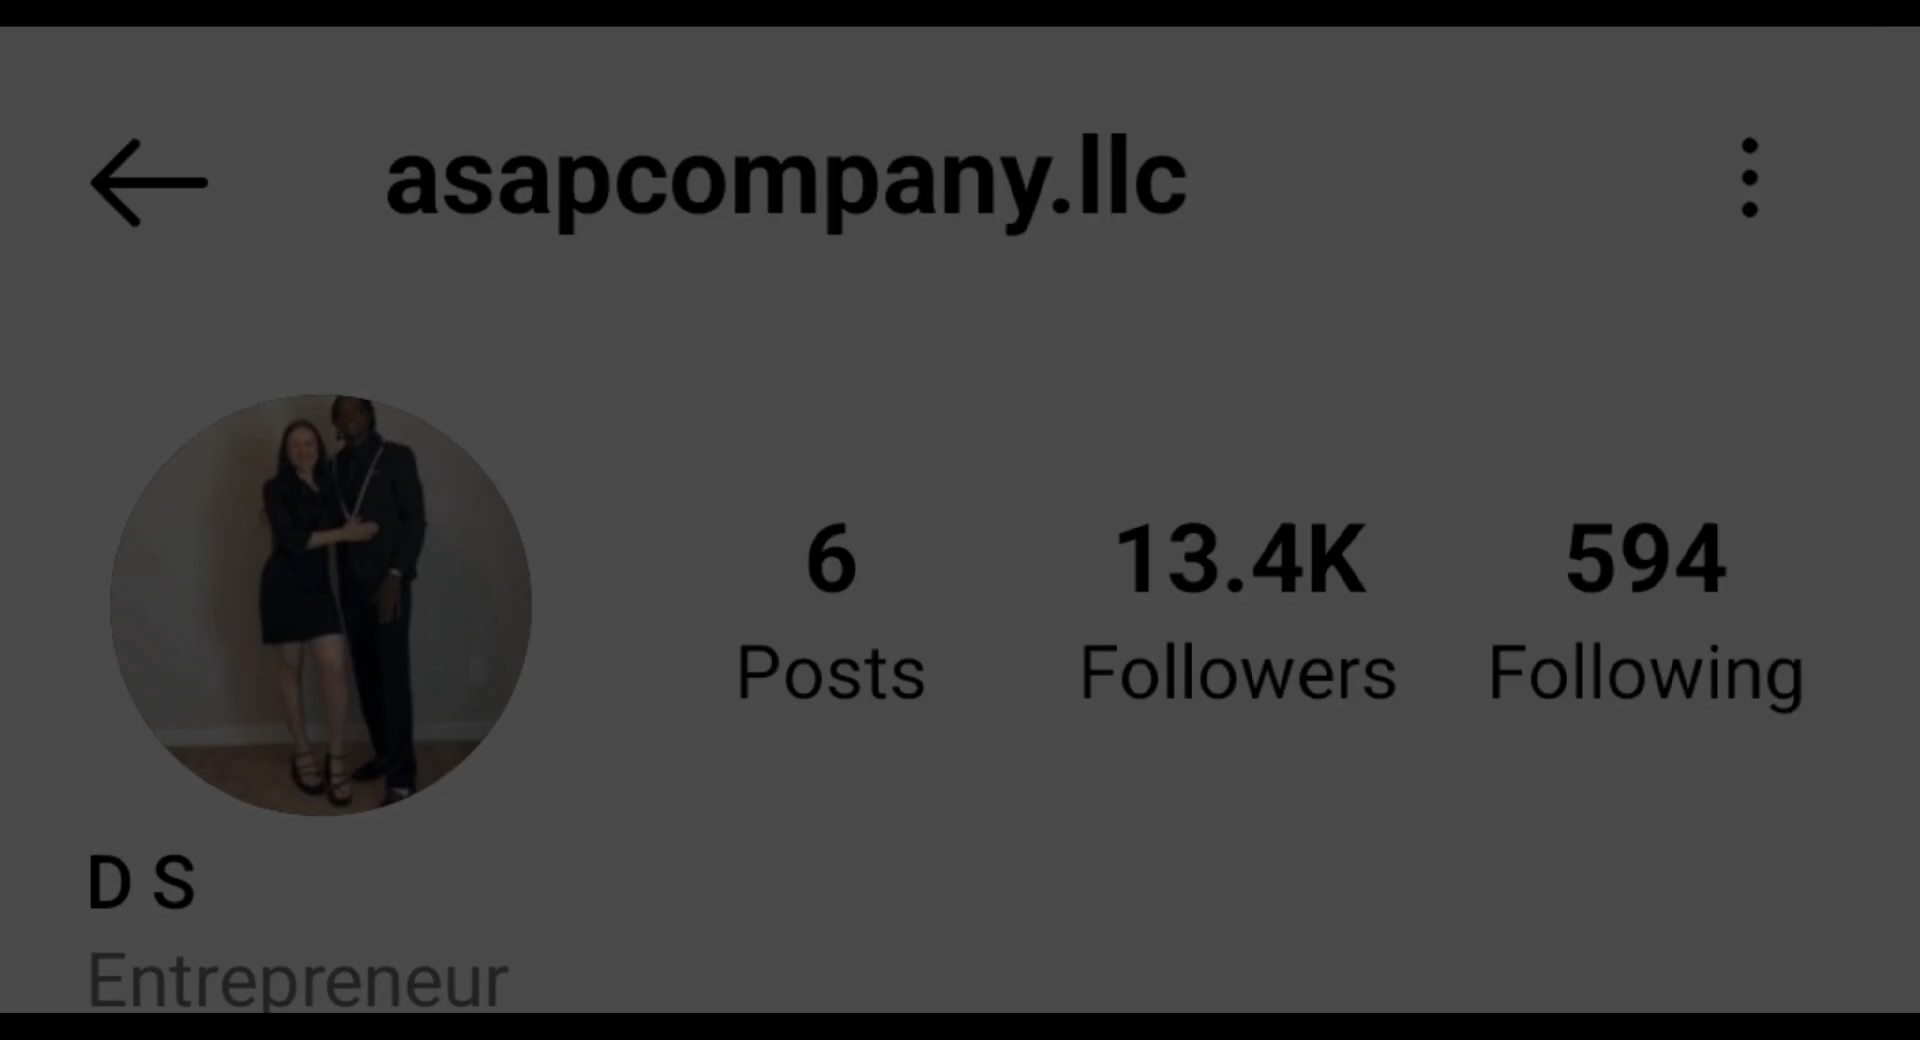 asapcompany.llc
6 13.4K 594
Posts Followers Following
D S
Entrepreneur